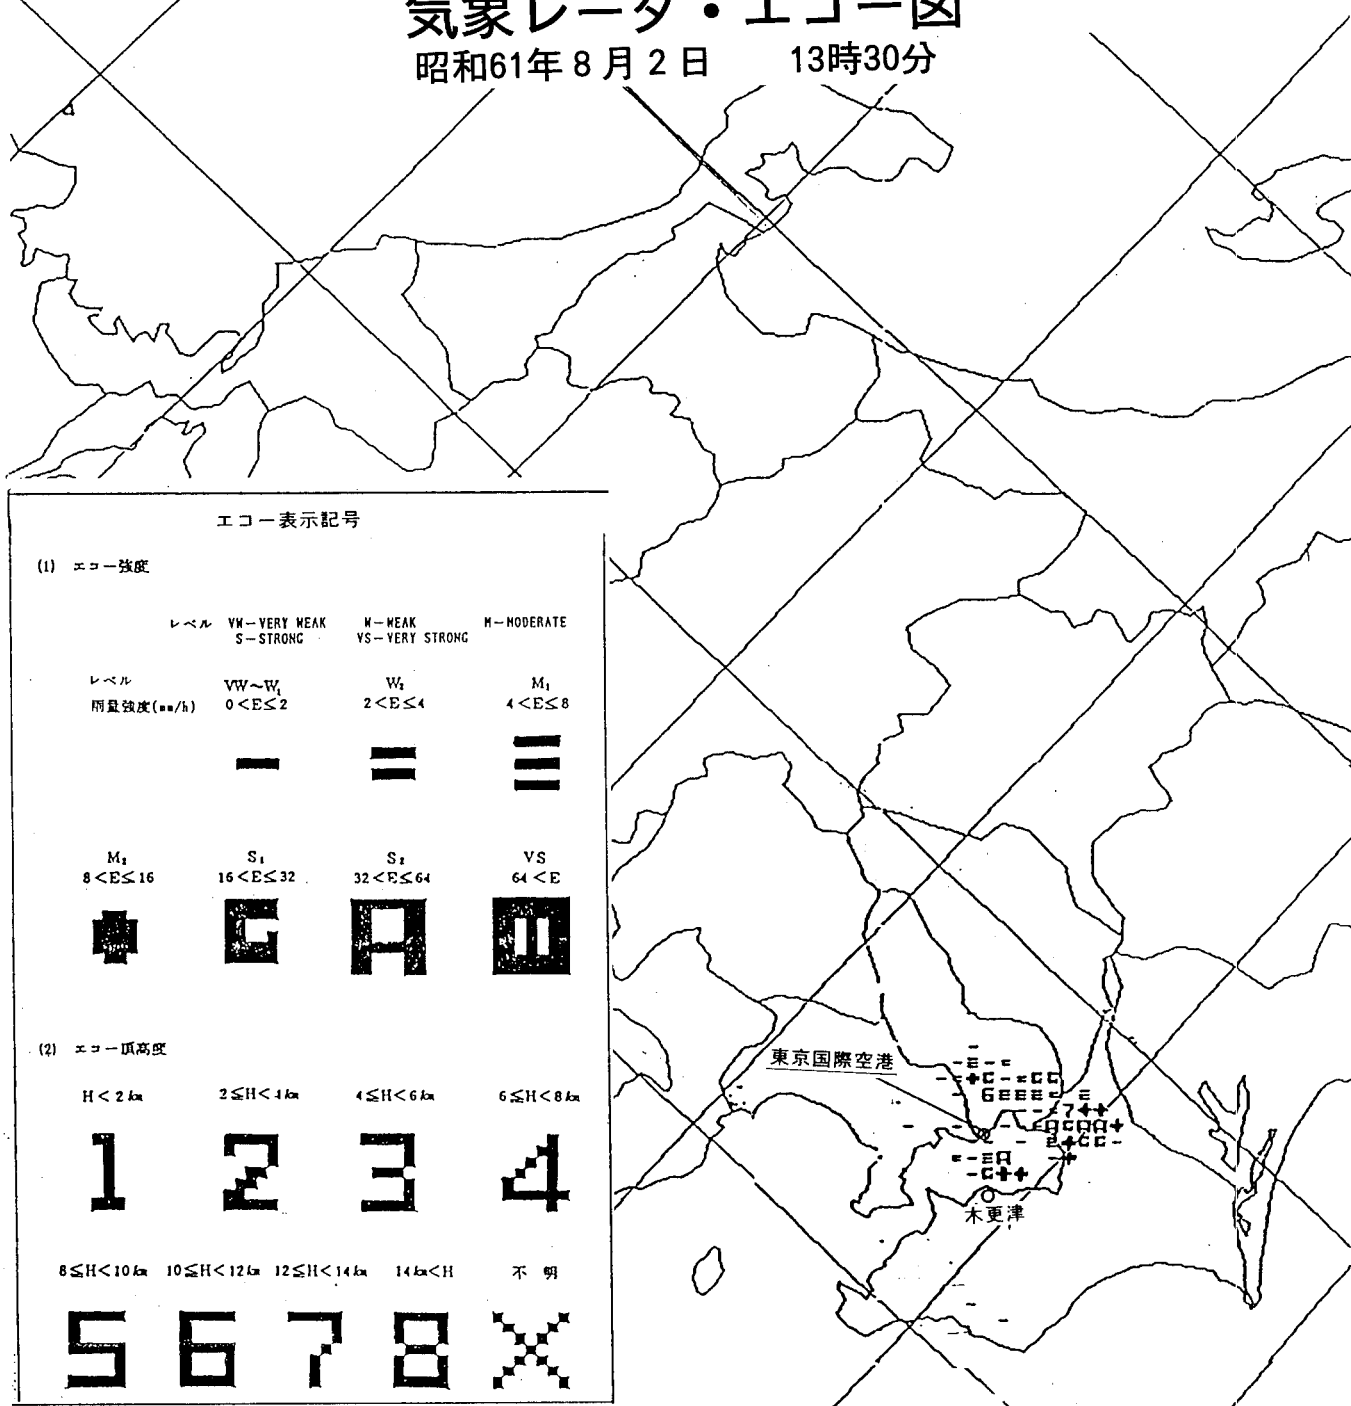 気象レーダ・エコー図
昭和61年8月2日 13時30分
エコー表示記号
(1) エコー強度
レベル VW－VERY WEAK W－WEAK M－MODERATE
S－STRONG VS－VERY STRONG
レベル VW～W₁ W₂ M₁
雨量強度(mm/h) 0＜E≦2 2＜E≦4 4＜E≦8
M₂ S₁ S₂ VS
8＜E≦16 16＜E≦32 32＜E≦64 64＜E
(2) エコー頂高度
H＜2km 2≦H＜4km 4≦H＜6km 6≦H＜8km
1 2 3 4
8≦H＜10km 10≦H＜12km 12≦H＜14km 14km＜H 不明
5 6 7 8 X
東京国際空港
木更津